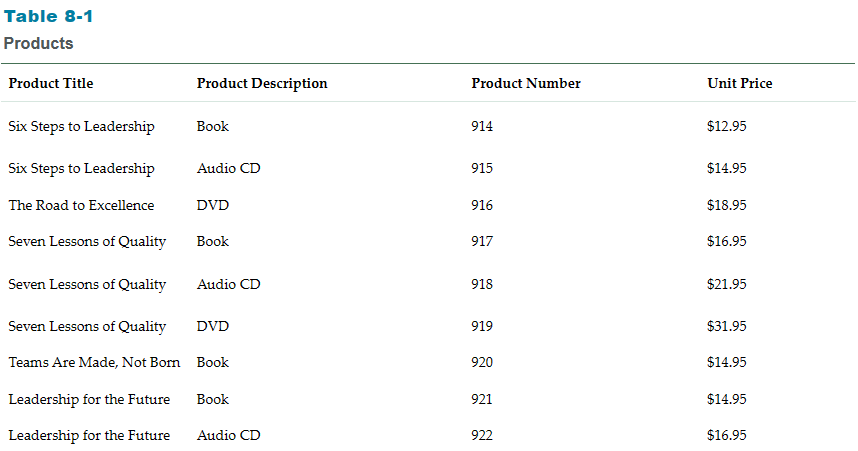 Table 8-1
Products
Product Title Product Description Product Number Unit Price
Six Steps to Leadership Book 914 $12.95
Six Steps to Leadership Audio CD 915 $14.95
The Road to Excellence DVD 916 $18.95
Seven Lessons of Quality Book 917 $16.95
Seven Lessons of Quality Audio CD 918 $21.95
Seven Lessons of Quality DVD 919 $31.95
Teams Are Made, Not Born Book 920 $14.95
Leadership for the Future Book 921 $14.95
Leadership for the Future Audio CD 922 $16.95